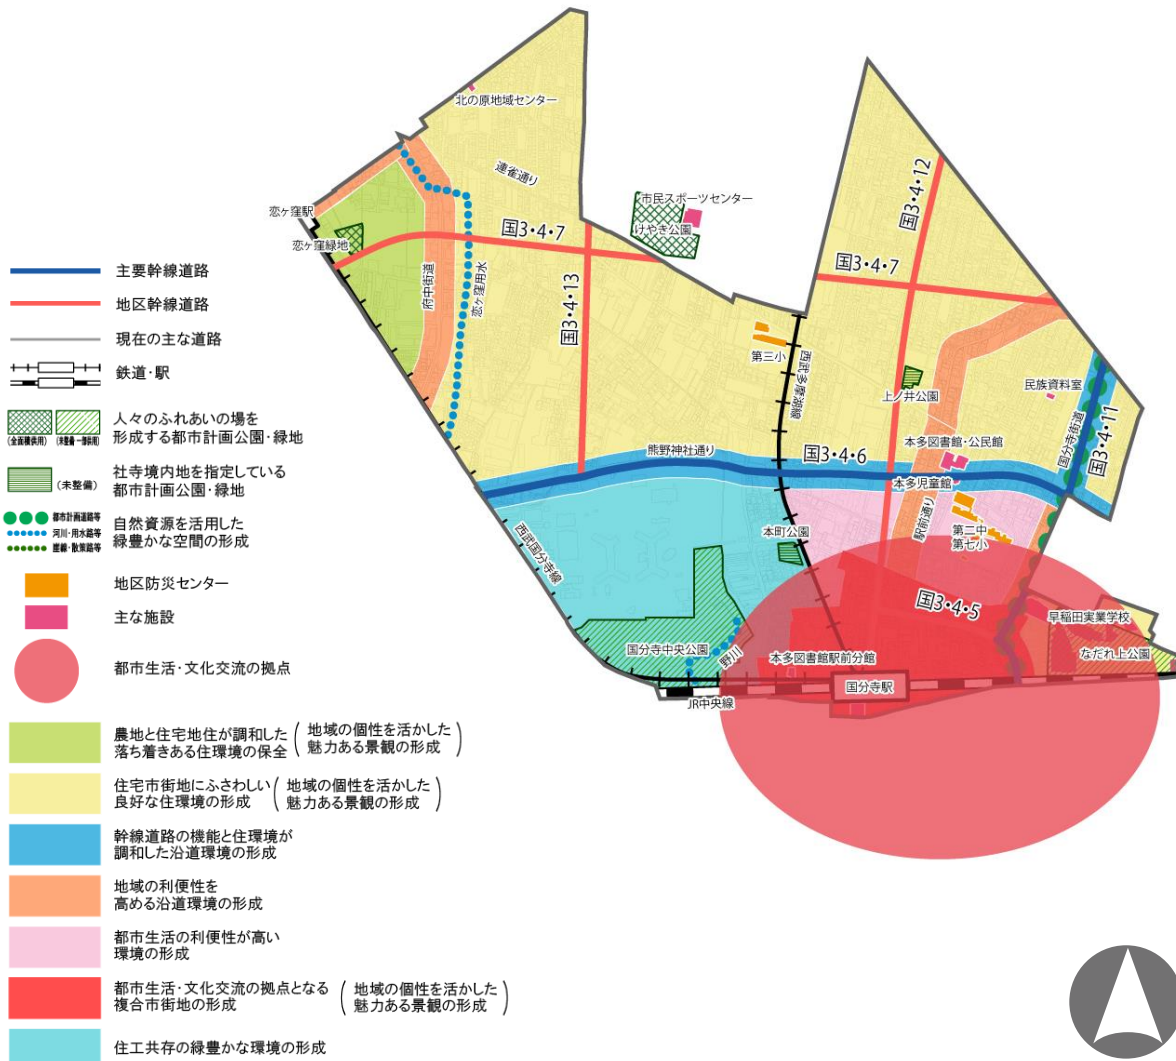 北の原地域センター
連雀通り
恋ヶ窪駅
恋ヶ窪緑地
府中街道
恋ヶ窪用水
国3・4・7
国3・4・13
市民スポーツセンター
けやき公園
国3・4・12
国3・4・7
第三小
西武多摩湖線
上ノ井公園
民族資料室
国分寺街道
国3・4・11
熊野神社通り
国3・4・6
本多図書館・公民館
本多児童館
駅前通り
第二中
第七小
本町公園
西武国分寺線
国3・4・5
早稲田実業学校
なだれ上公園
国分寺中央公園
野川
本多図書館駅前分館
国分寺駅
JR中央線
主要幹線道路
地区幹線道路
現在の主な道路
鉄道・駅
人々のふれあいの場を
形成する都市計画公園・緑地
社寺境内地を指定している
(未整備)
都市計画公園・緑地
都市計画道路等
河川・用水路等
崖線・散策路等
自然資源を活用した
緑豊かな空間の形成
地区防災センター
主な施設
都市生活・文化交流の拠点
農地と住宅地住が調和した
落ち着きある住環境の保全
(地域の個性を活かした
魅力ある景観の形成)
住宅市街地にふさわしい
良好な住環境の形成
(地域の個性を活かした
魅力ある景観の形成)
幹線道路の機能と住環境が
調和した沿道環境の形成
地域の利便性を
高める沿道環境の形成
都市生活の利便性が高い
環境の形成
都市生活・文化交流の拠点となる
複合市街地の形成
(地域の個性を活かした
魅力ある景観の形成)
住工共存の緑豊かな環境の形成